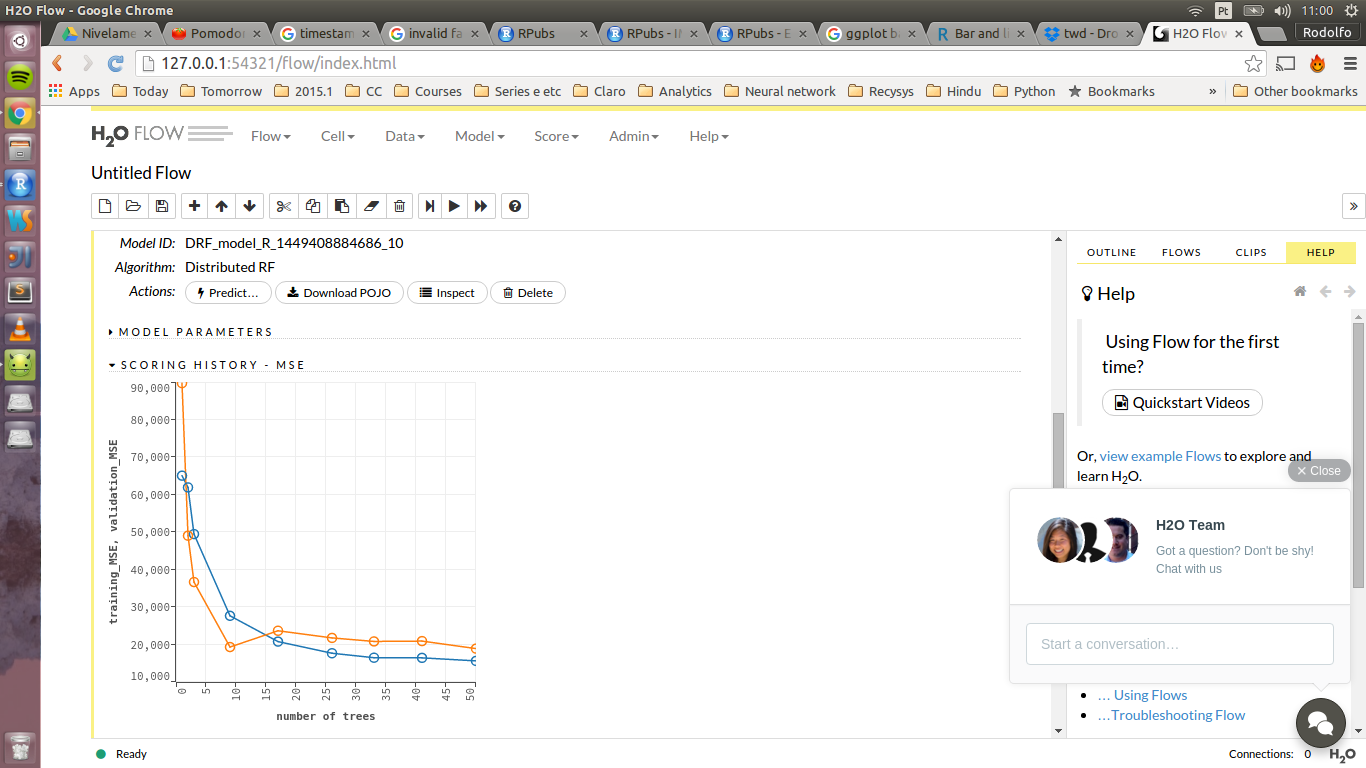 H2O Flow - Google Chrome
Pt
11:00
Nivelame
Pomodo
timestam
invalid fa
RPubs
RPubs - I
RPubs - E
ggplot b
Bar and li
twd - Dro
H2O Flow
Rodolfo
127.0.0.1:54321/flow/index.html
Apps
Today
Tomorrow
2015.1
CC
Courses
Series e etc
Claro
Analytics
Neural network
Recysys
Hindu
Python
Bookmarks
»
Other bookmarks
H2O FLOW
Flow
Cell
Data
Model
Score
Admin
Help
Untitled Flow
Model ID: DRF_model_R_1449408884686_10
Algorithm: Distributed RF
Actions: Predict... Download POJO Inspect Delete
MODEL PARAMETERS
SCORING HISTORY - MSE
90,000
80,000
70,000
60,000
50,000
40,000
30,000
20,000
10,000
training_MSE, validation_MSE
0 5 10 15 20 25 30 35 40 45 50
number of trees
OUTLINE
FLOWS
CLIPS
HELP
Help
Using Flow for the first
time?
Quickstart Videos
Or, view example Flows to explore and
learn H2O.
× Close
H2O Team
Got a question? Don't be shy!
Chat with us
Start a conversation...
... Using Flows
...Troubleshooting Flow
Ready
Connections: 0
H2O